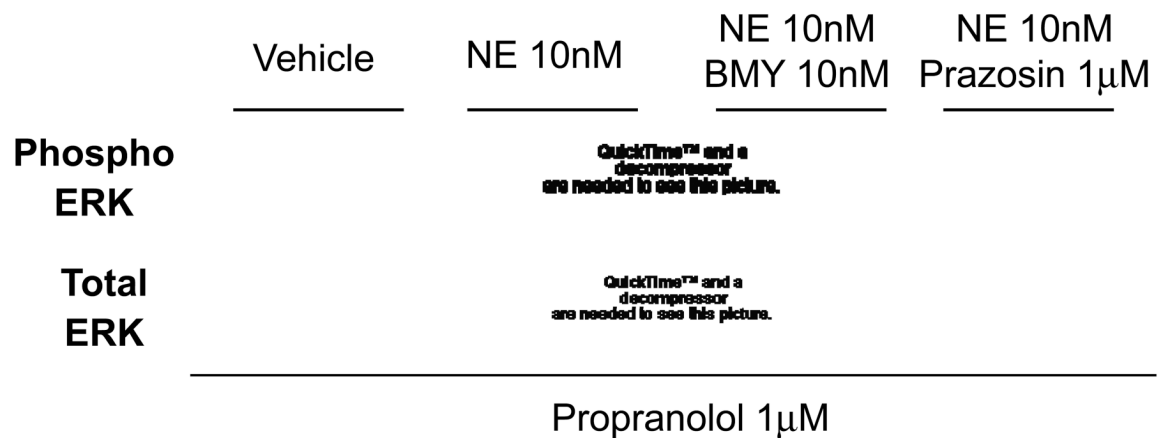 Vehicle
NE 10nM
NE 10nM
BMY 10nM
NE 10nM
Prazosin 1μM
Phospho
ERK
QuickTime™ and a
decompressor
are needed to see this picture.
Total
ERK
QuickTime™ and a
decompressor
are needed to see this picture.
Propranolol 1μM